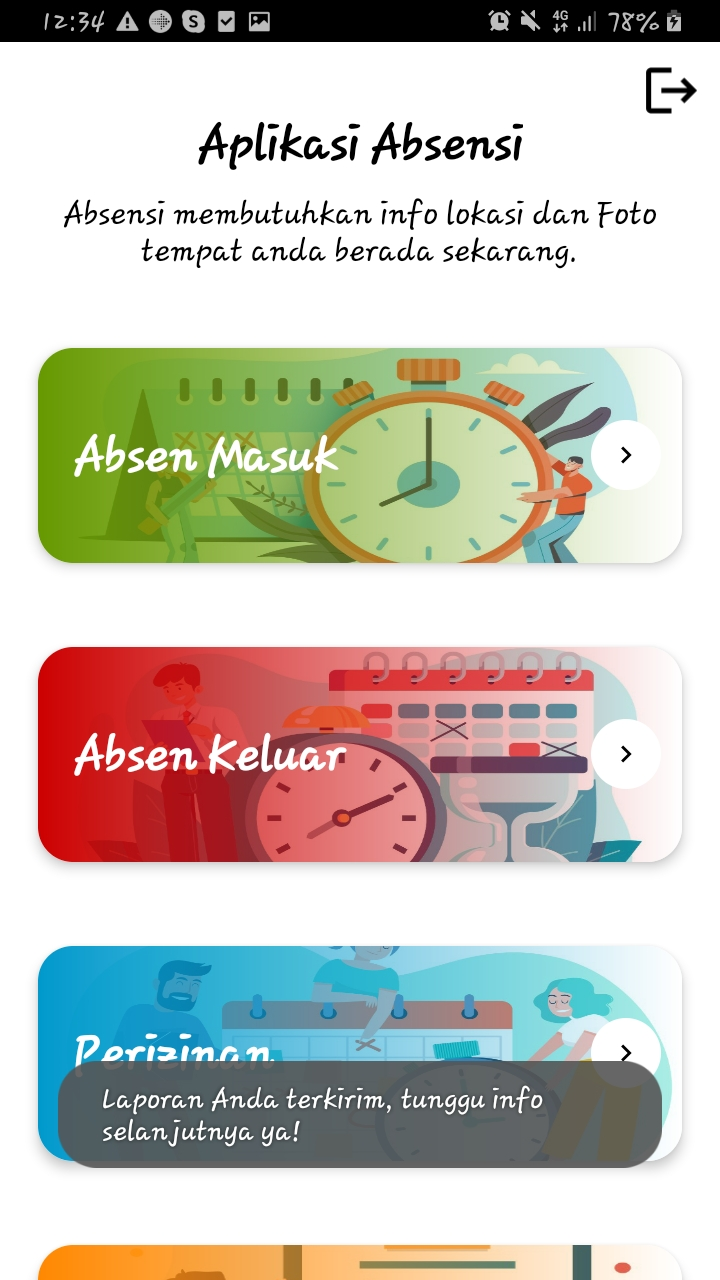 12:34
4G
78%
Aplikasi Absensi
Absensi membutuhkan info lokasi dan Foto
tempat anda berada sekarang.
Absen Masuk
Absen Keluar
Perizinan
Laporan Anda terkirim, tunggu info
selanjutnya ya!